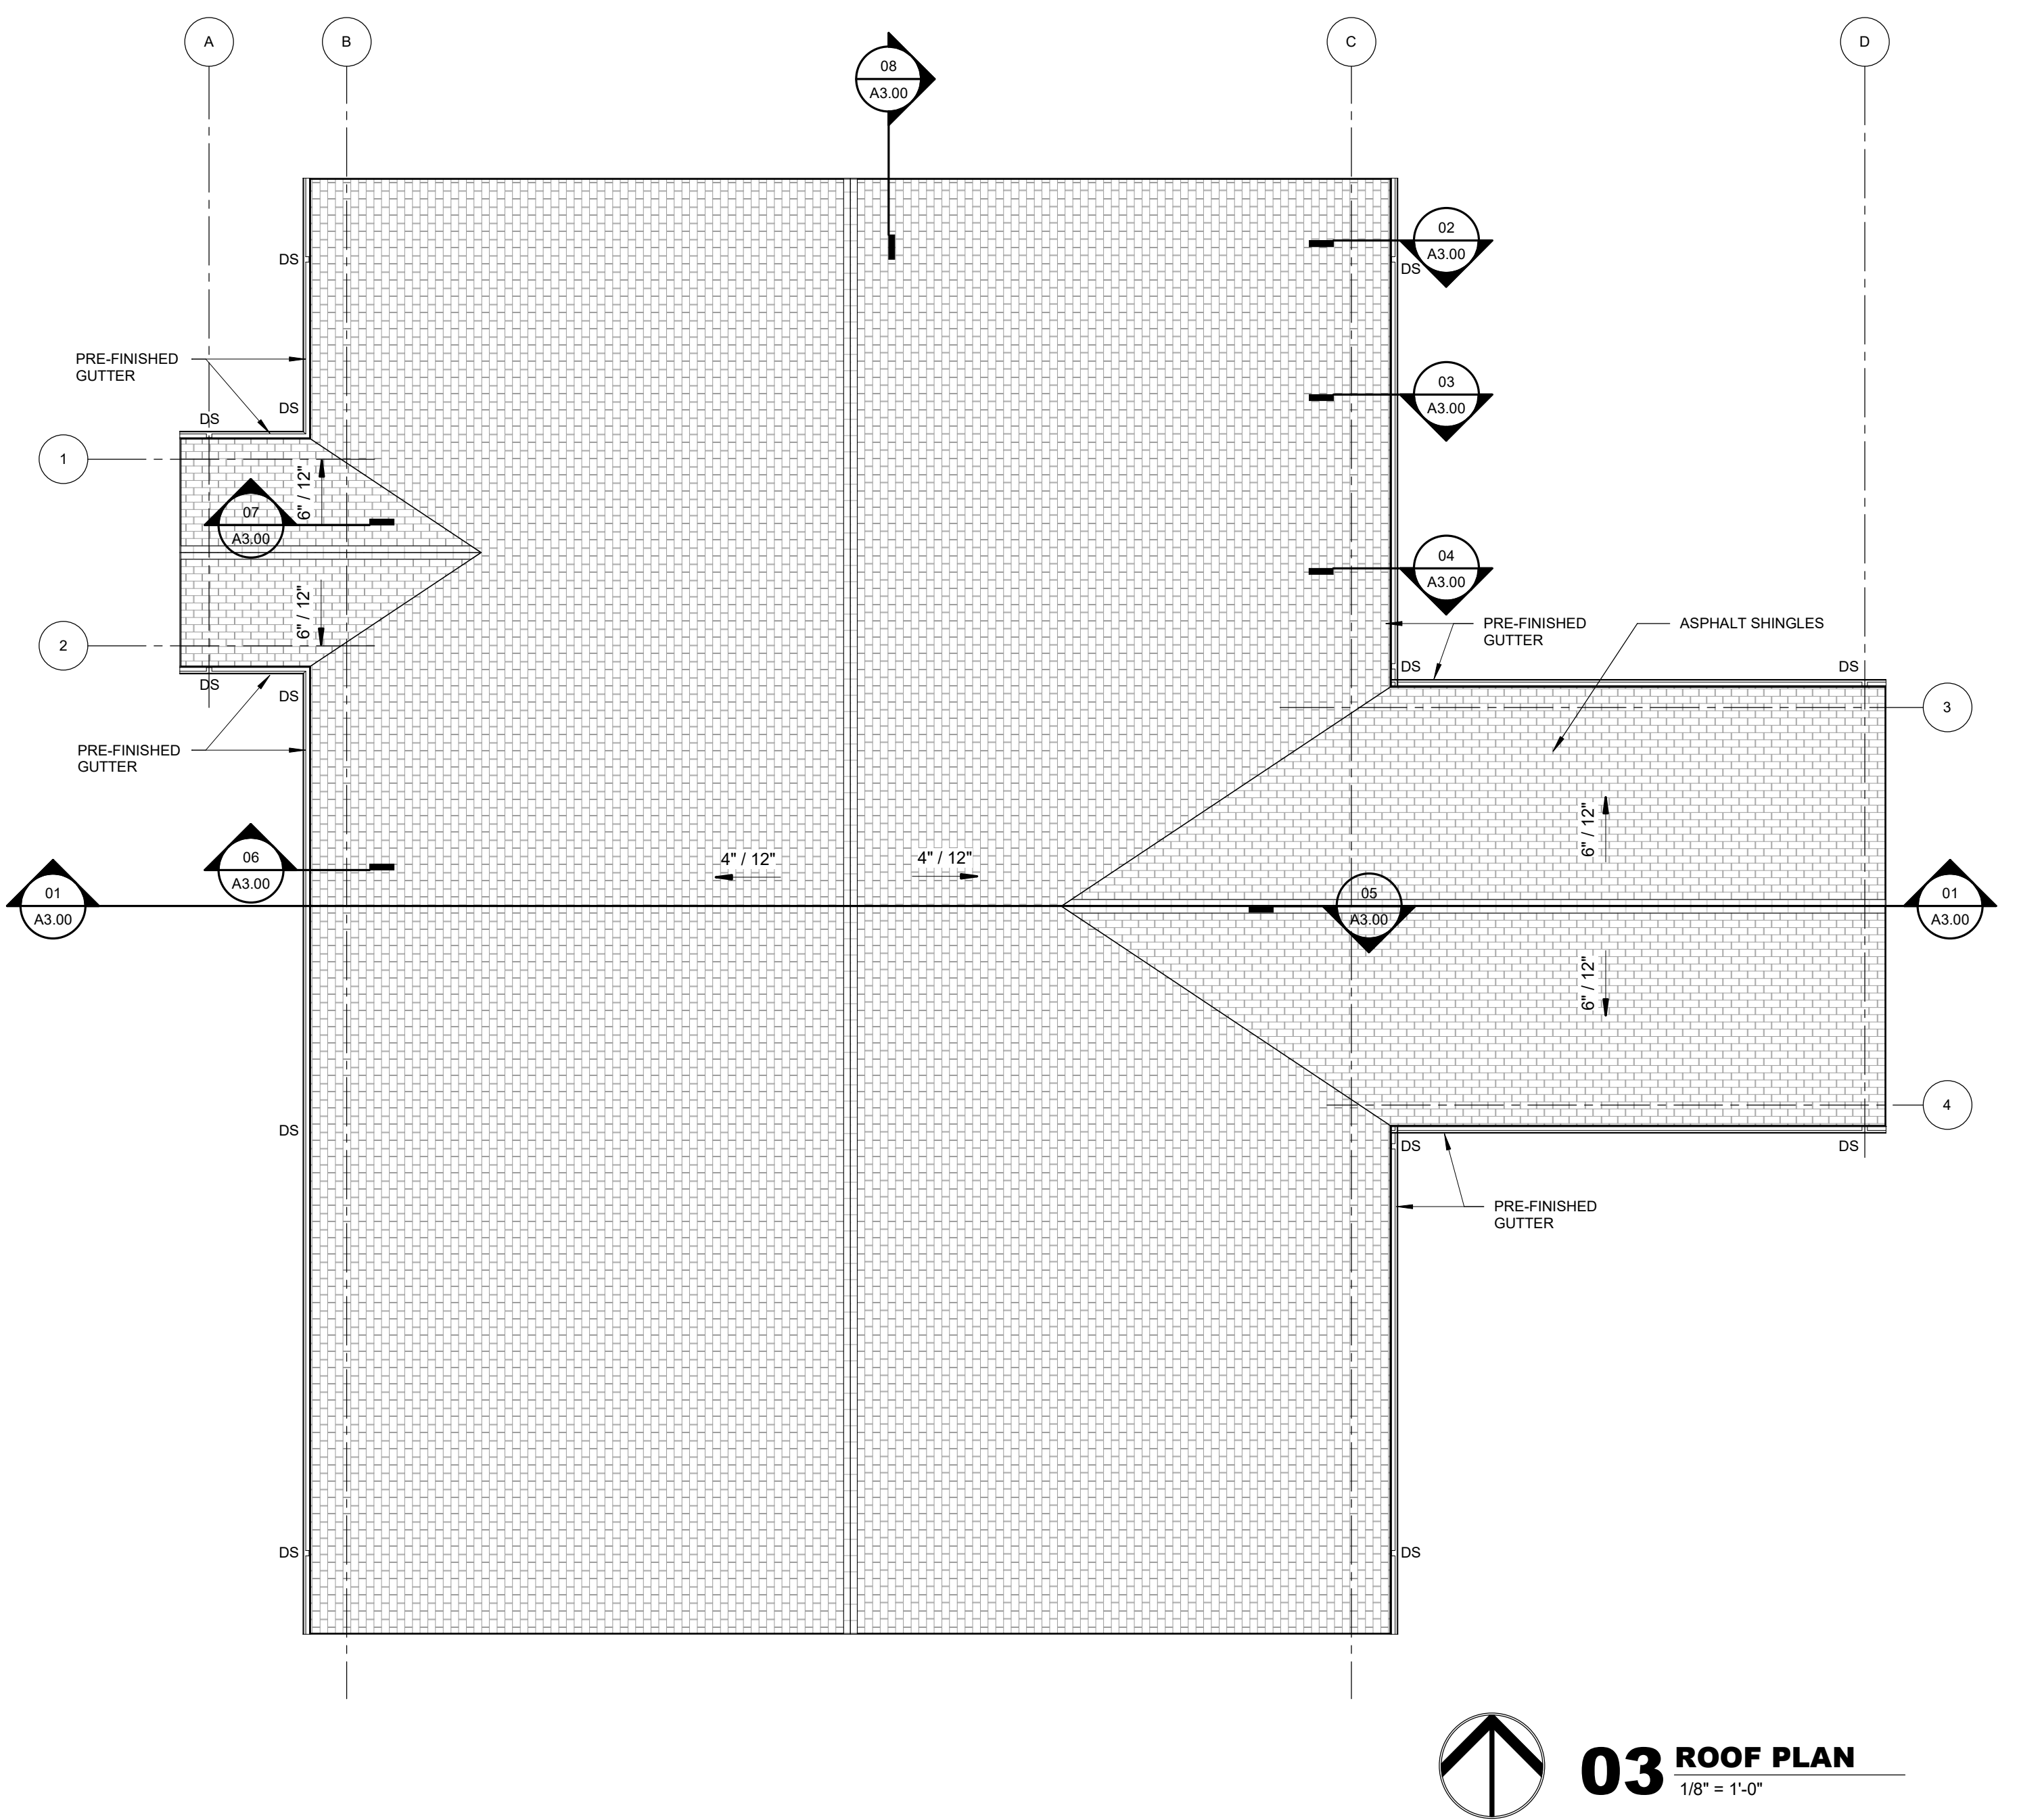 A
B
C
D
08
A3.00
02
A3.00
DS
DS
03
A3.00
PRE-FINISHED
GUTTER
DS
DS
1
6" / 12"
07
A3.00
04
A3.00
6" / 12"
2
DS
DS
PRE-FINISHED
GUTTER
ASPHALT SHINGLES
DS
DS
3
PRE-FINISHED
GUTTER
6" / 12"
06
A3.00
4" / 12"
4" / 12"
01
A3.00
05
A3.00
01
A3.00
6" / 12"
4
DS
DS
DS
PRE-FINISHED
GUTTER
DS
DS
03 ROOF PLAN
1/8" = 1'-0"